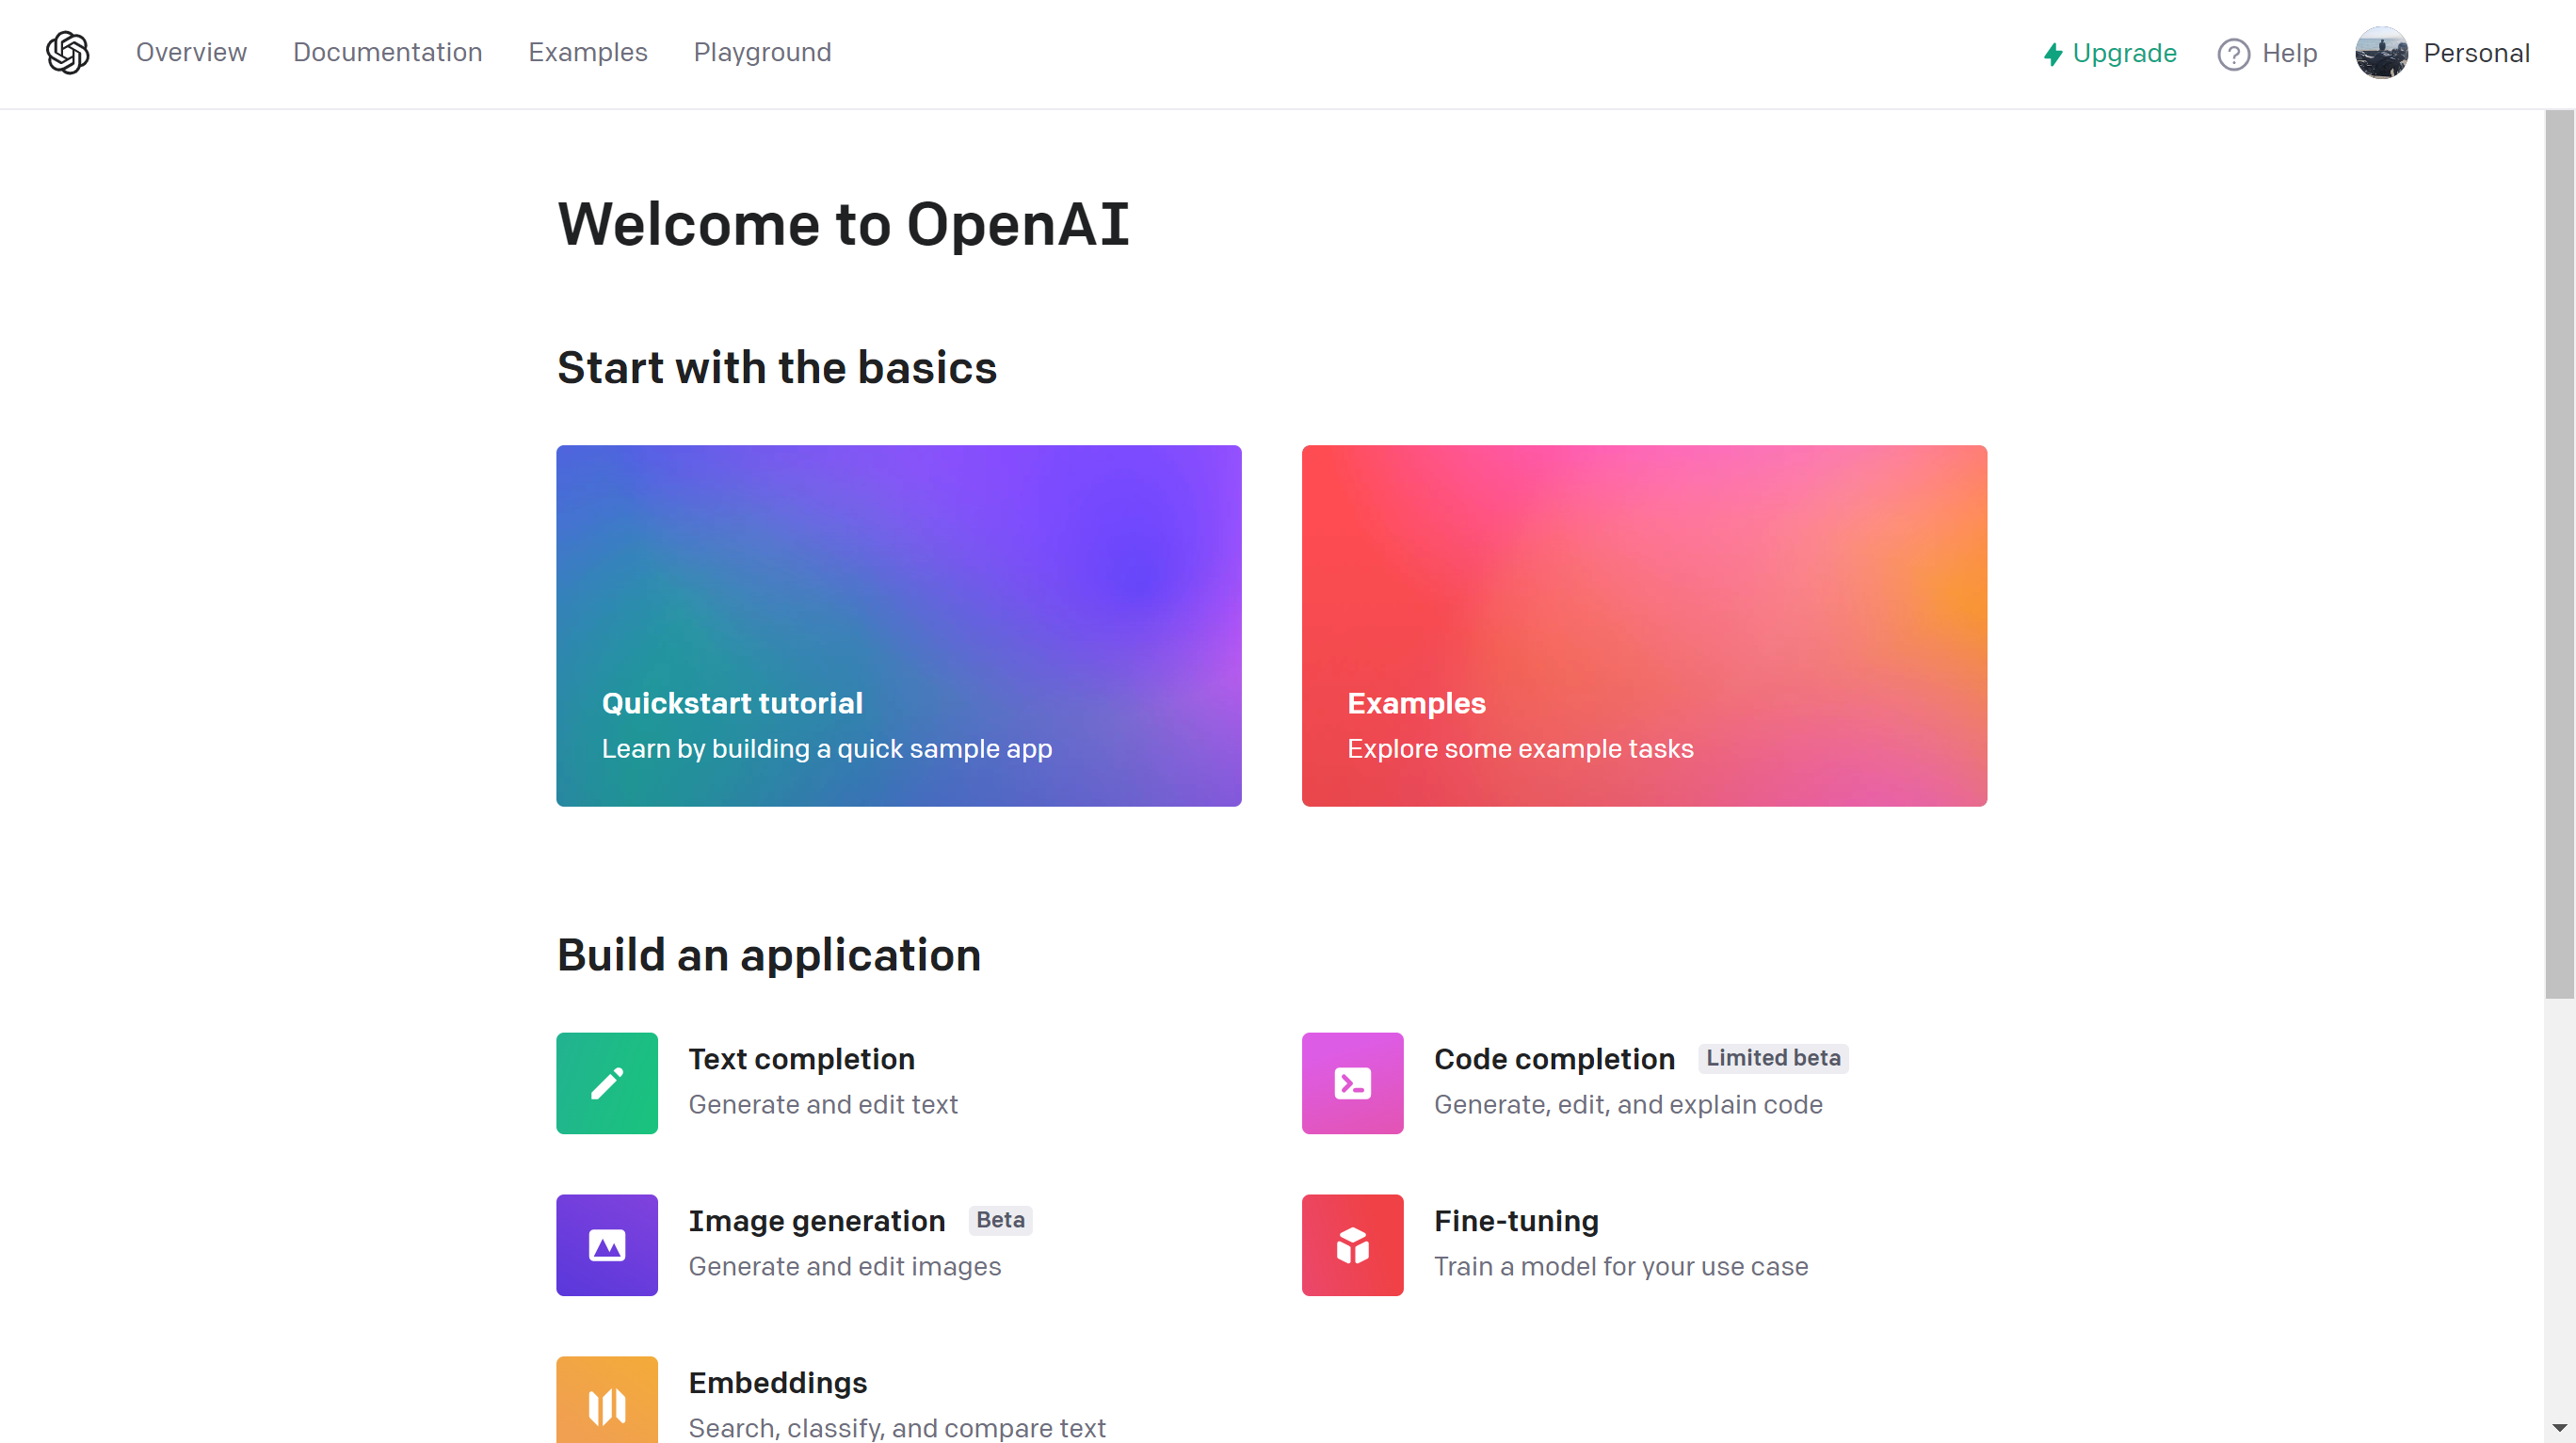 Overview Documentation Examples Playground Upgrade Help Personal
Welcome to OpenAI
Start with the basics
Quickstart tutorial
Learn by building a quick sample app
Examples
Explore some example tasks
Build an application
Text completion
Generate and edit text
Code completion Limited beta
Generate, edit, and explain code
Image generation Beta
Generate and edit images
Fine-tuning
Train a model for your use case
Embeddings
Search, classify, and compare text